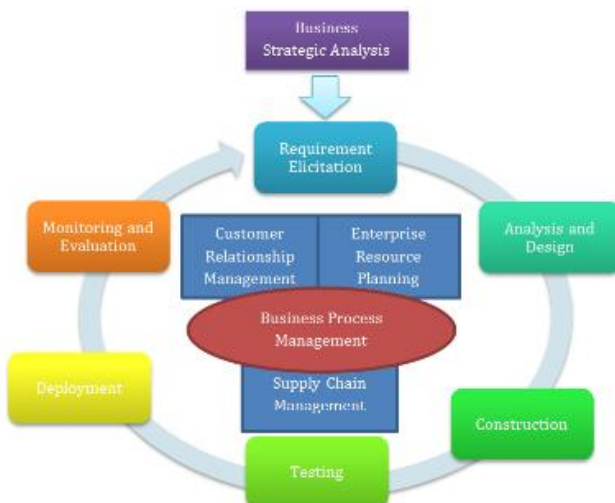 Business
Strategic Analysis
Requirement
Elicitation
Monitoring and
Evaluation
Customer
Relationship
Management
Enterprise
Resource
Planning
Analysis and
Design
Business Process
Management
Deployment
Supply Chain
Management
Construction
Testing